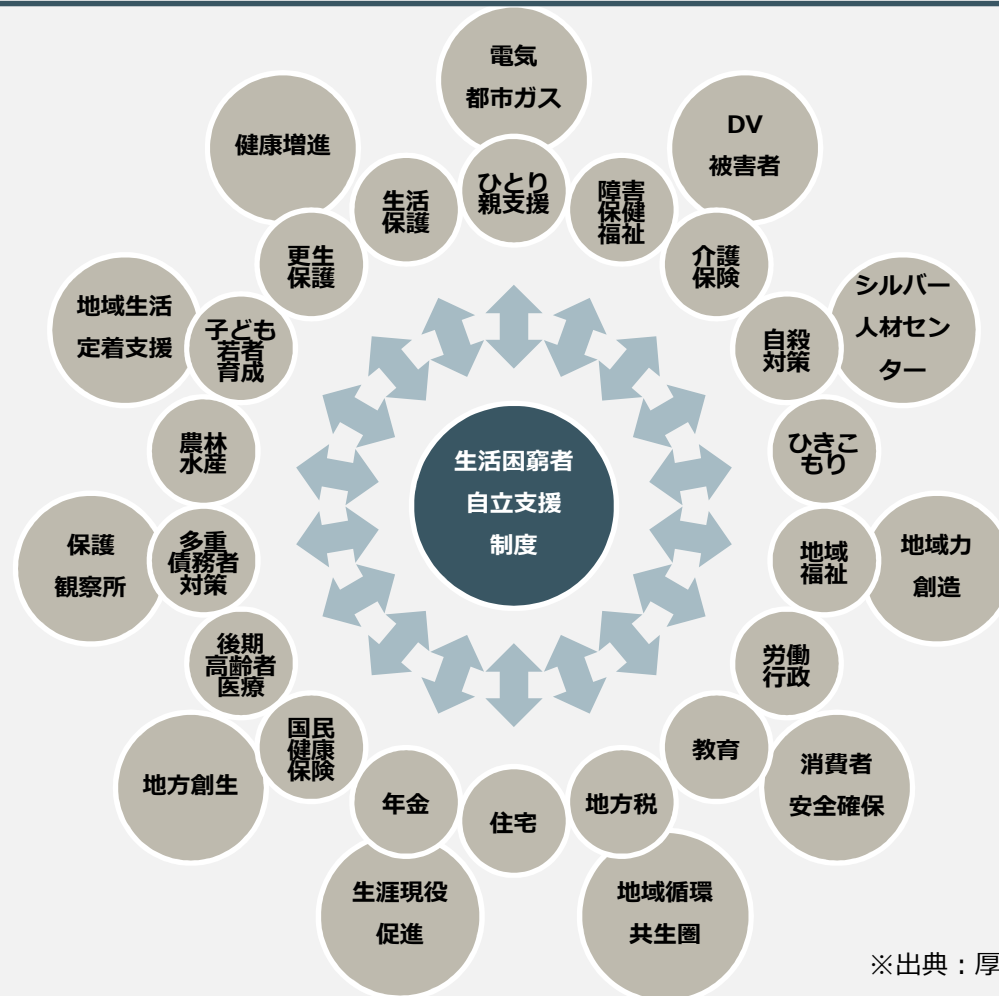 電気
都市ガス
DV
被害者
シルバー
人材セン
ター
地域力
創造
消費者
安全確保
地域循環
共生圏
生涯現役
促進
地方創生
保護
観察所
地域生活
定着支援
健康増進
ひとり
親支援
障害
保健
福祉
介護
保険
自殺
対策
ひきこ
もり
地域
福祉
労働
行政
教育
地方税
住宅
年金
国民
健康
保険
後期
高齢者
医療
多重
債務者
対策
農林
水産
子ども
若者
育成
更生
保護
生活
保護
生活困窮者
自立支援
制度
※出典：厚